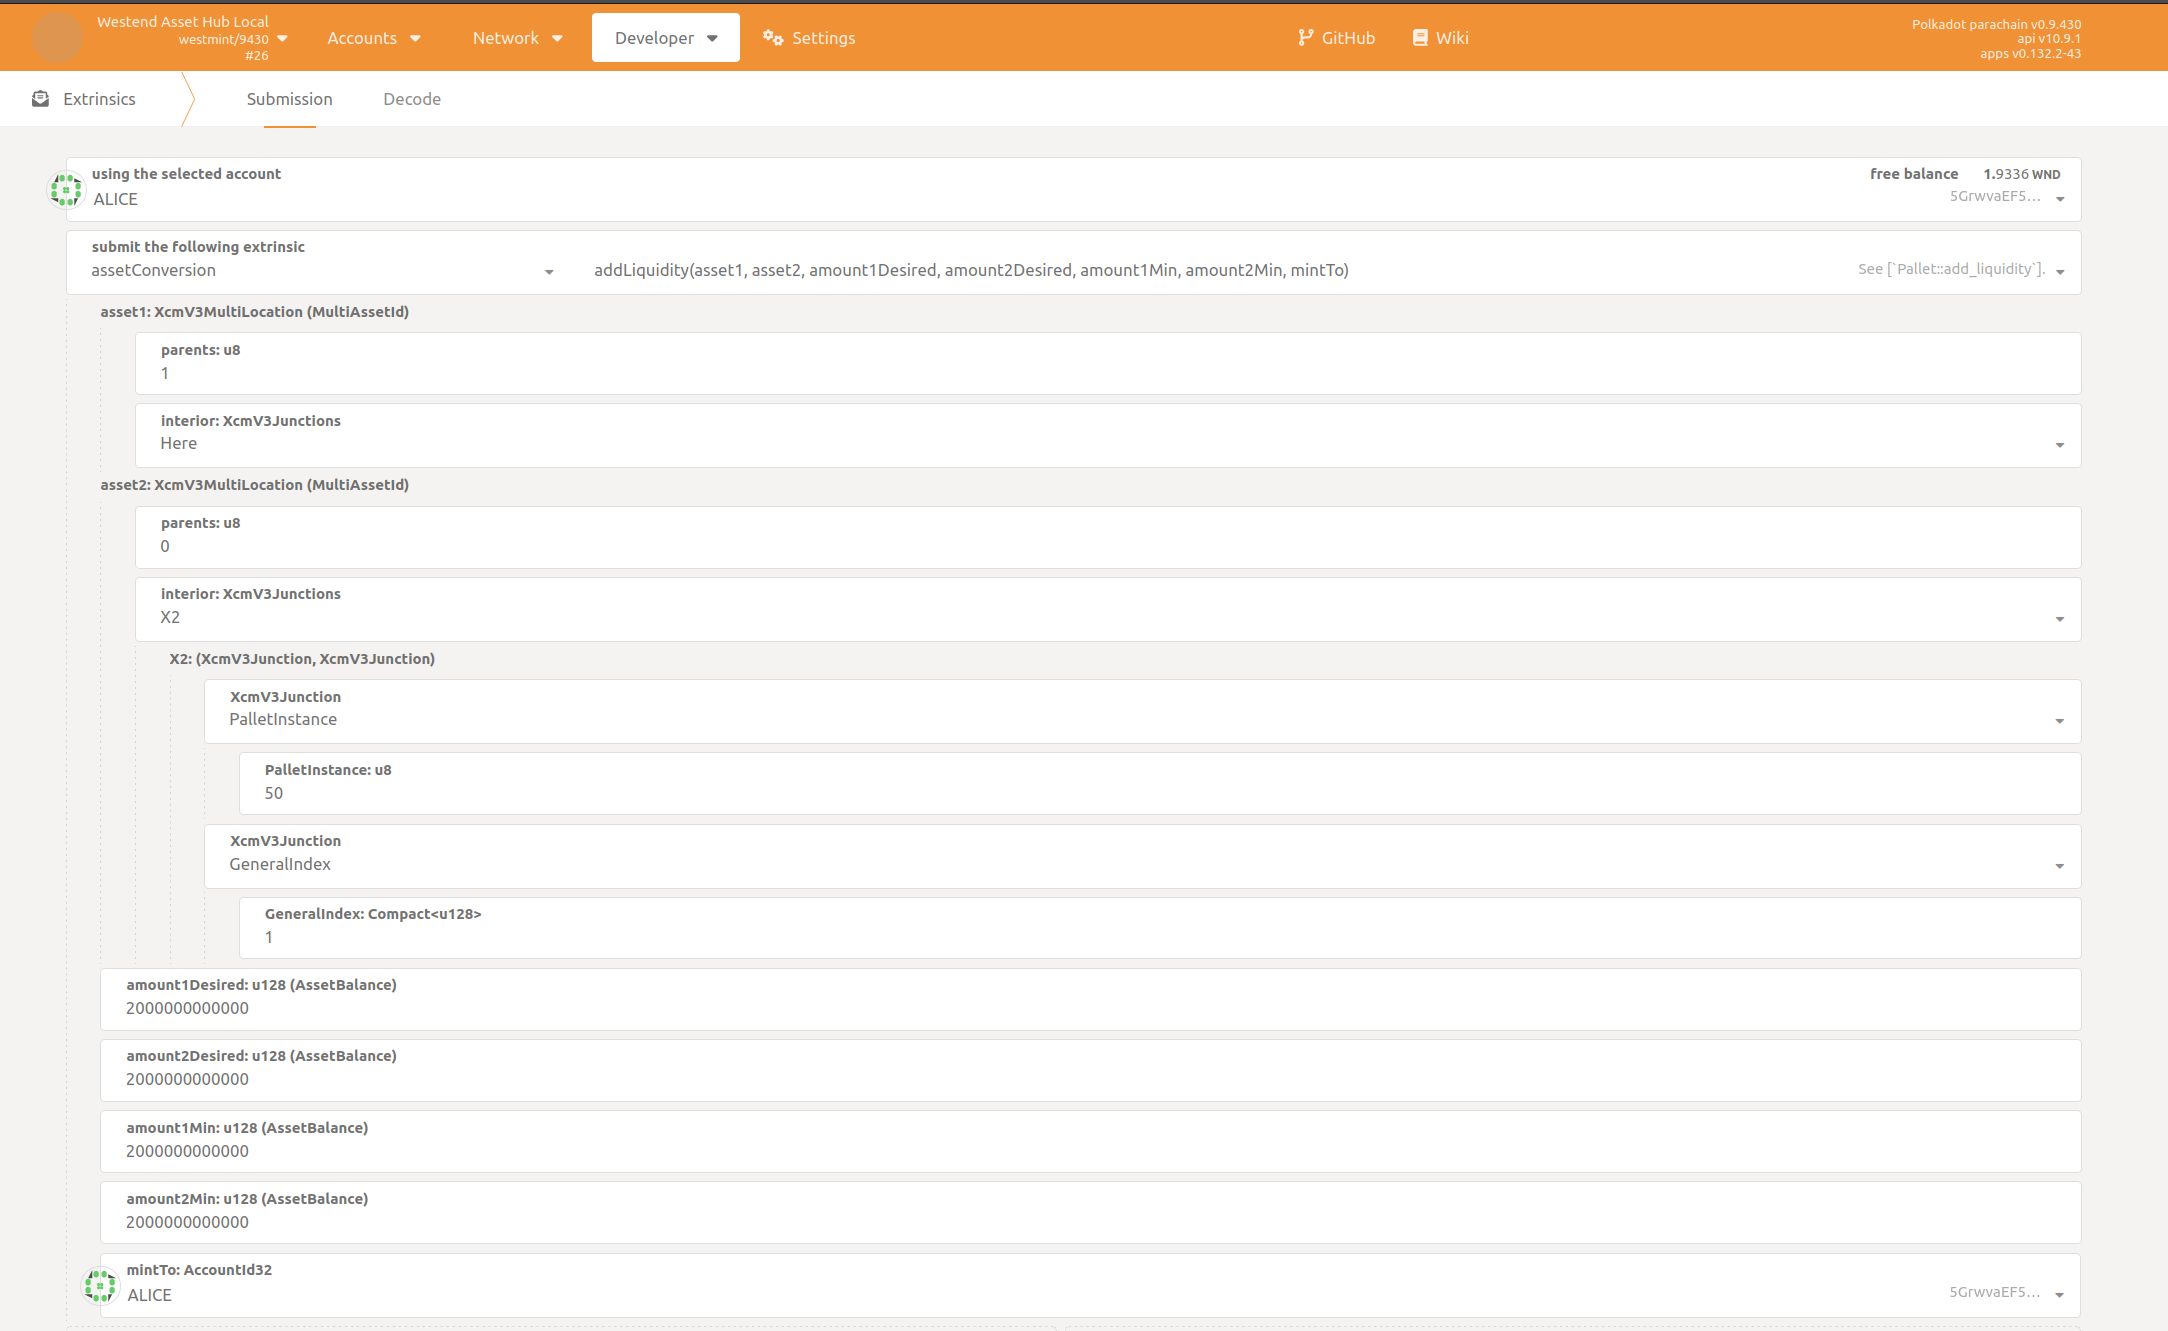 Westend Asset Hub Local
westmint/9430
#26
Accounts
Network
Developer
Settings
GitHub
Wiki
Polkadot parachain v0.9.430
api v10.9.1
apps v0.132.2-43
Extrinsics
Submission
Decode
using the selected account
ALICE
free balance 1.9336 WND
5GrwvaEF5...
submit the following extrinsic
assetConversion
addLiquidity(asset1, asset2, amount1Desired, amount2Desired, amount1Min, amount2Min, mintTo)
See [`Pallet::add_liquidity`].
asset1: XcmV3MultiLocation (MultiAssetId)
parents: u8
1
interior: XcmV3Junctions
Here
asset2: XcmV3MultiLocation (MultiAssetId)
parents: u8
0
interior: XcmV3Junctions
X2
X2: (XcmV3Junction, XcmV3Junction)
XcmV3Junction
PalletInstance
PalletInstance: u8
50
XcmV3Junction
GeneralIndex
GeneralIndex: Compact<u128>
1
amount1Desired: u128 (AssetBalance)
2000000000000
amount2Desired: u128 (AssetBalance)
2000000000000
amount1Min: u128 (AssetBalance)
2000000000000
amount2Min: u128 (AssetBalance)
2000000000000
mintTo: AccountId32
ALICE
5GrwvaEF5...